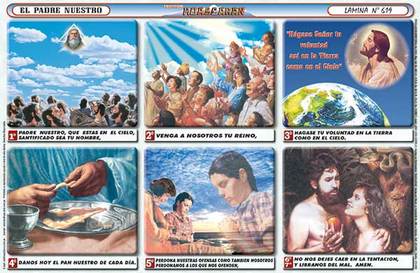 EL PADRE NUESTRO
HUASCARAN
LAMINA N° 619
1 PADRE NUESTRO, QUE ESTAS EN EL CIELO,
SANTIFICADO SEA TU NOMBRE,
2 VENGA A NOSOTROS TU REINO,
"Hágase Señor tu
voluntad
así en la Tierra
como en el Cielo"
3 HAGASE TU VOLUNTAD EN LA TIERRA
COMO EN EL CIELO.
4 DANOS HOY EL PAN NUESTRO DE CADA DÍA.
5 PERDONA NUESTRAS OFENSAS COMO TAMBIEN NOSOTROS
PERDONAMOS A LOS QUE NOS OFENDEN,
6 NO NOS DEJES CAER EN LA TENTACION,
Y LIBRANOS DEL MAL. AMEN.